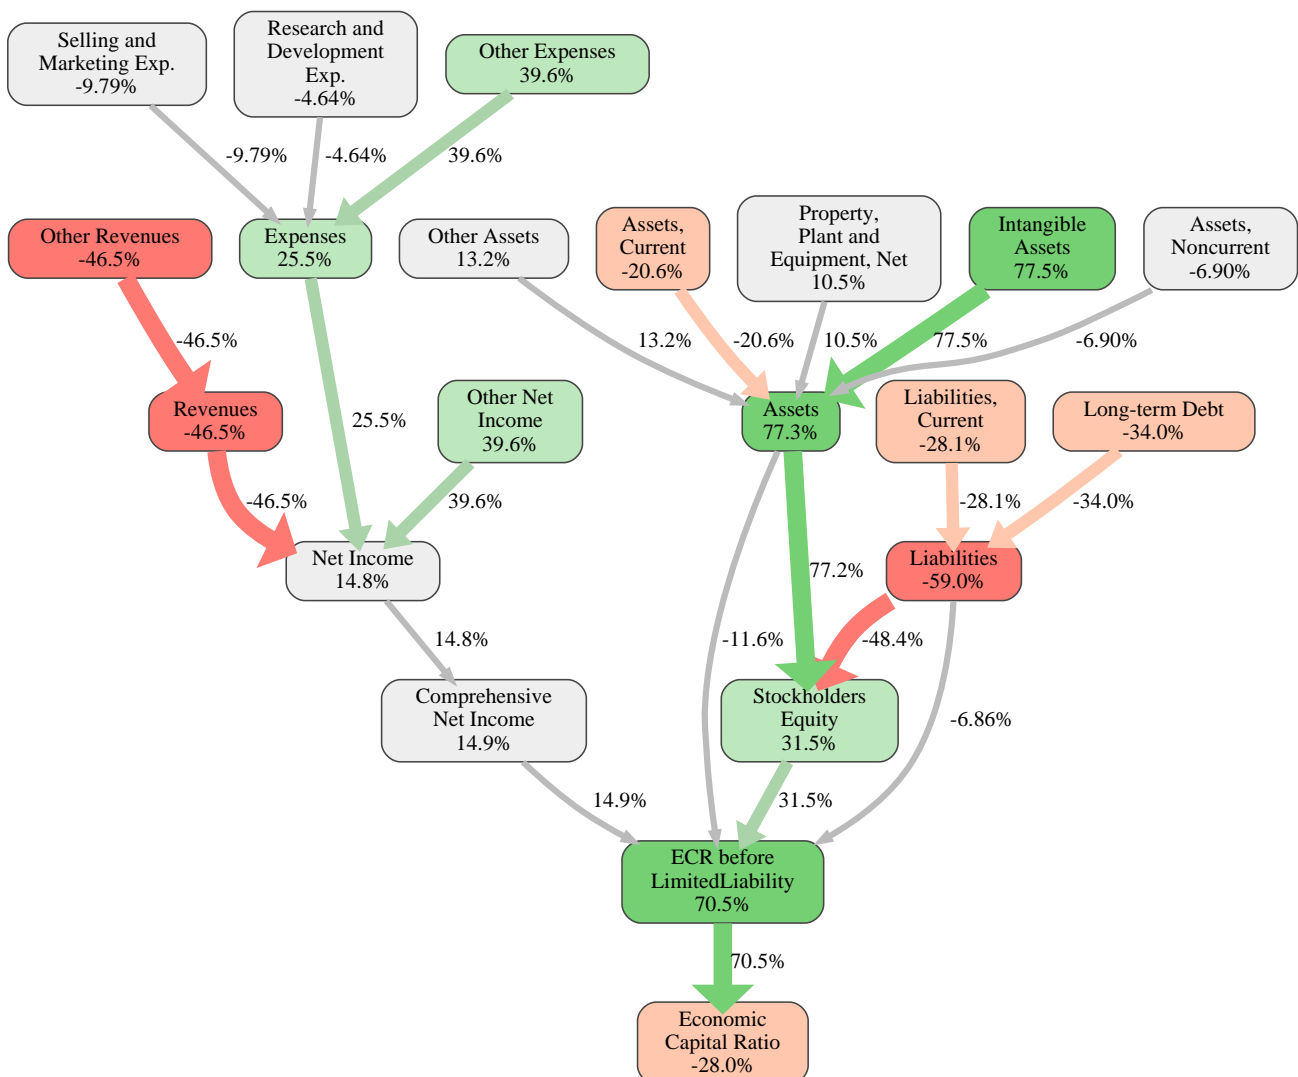 Selling and
Marketing Exp.
-9.79%
Research and
Development
Exp.
-4.64%
Other Expenses
39.6%
-9.79%
-4.64%
39.6%
Other Revenues
-46.5%
Expenses
25.5%
Other Assets
13.2%
Assets,
Current
-20.6%
Property,
Plant and
Equipment, Net
10.5%
Intangible
Assets
77.5%
Assets,
Noncurrent
-6.90%
-46.5%
13.2%
-20.6%
10.5%
77.5%
-6.90%
Revenues
-46.5%
25.5%
Other Net
Income
39.6%
Assets
77.3%
Liabilities,
Current
-28.1%
Long-term Debt
-34.0%
-46.5%
39.6%
-28.1%
-34.0%
Net Income
14.8%
77.2%
Liabilities
-59.0%
14.8%
-11.6%
-48.4%
Comprehensive
Net Income
14.9%
Stockholders
Equity
31.5%
-6.86%
14.9%
31.5%
ECR before
LimitedLiability
70.5%
70.5%
Economic
Capital Ratio
-28.0%